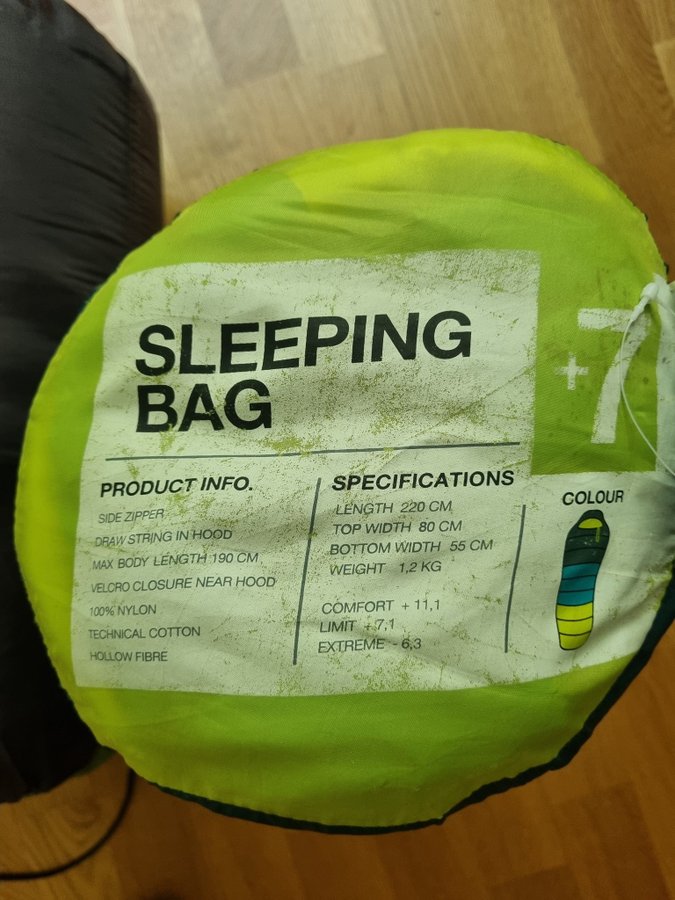 SLEEPING
BAG
+7
PRODUCT INFO.
SIDE ZIPPER
DRAW STRING IN HOOD
MAX BODY LENGTH 190 CM
VELCRO CLOSURE NEAR HOOD
100% NYLON
TECHNICAL COTTON
HOLLOW FIBRE
SPECIFICATIONS
LENGTH 220 CM
TOP WIDTH 80 CM
BOTTOM WIDTH 55 CM
WEIGHT 1,2 KG
COMFORT + 11,1
LIMIT + 7,1
EXTREME - 6,3
COLOUR